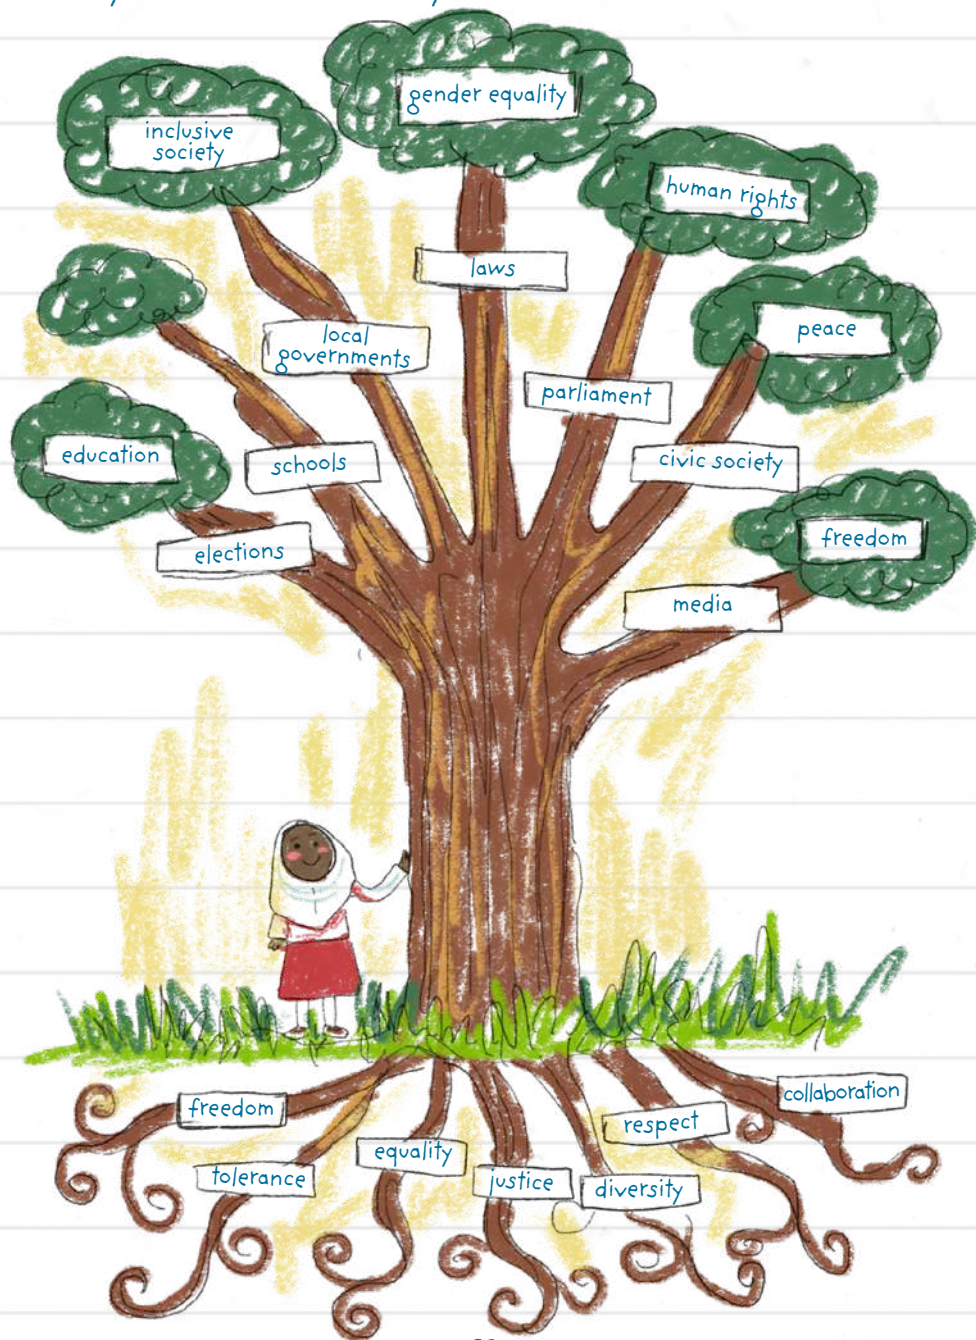 gender equality
inclusive
society
human rights
laws
local
governments
peace
parliament
education
schools
civic society
elections
freedom
media
freedom
collaboration
respect
equality
tolerance
justice
diversity